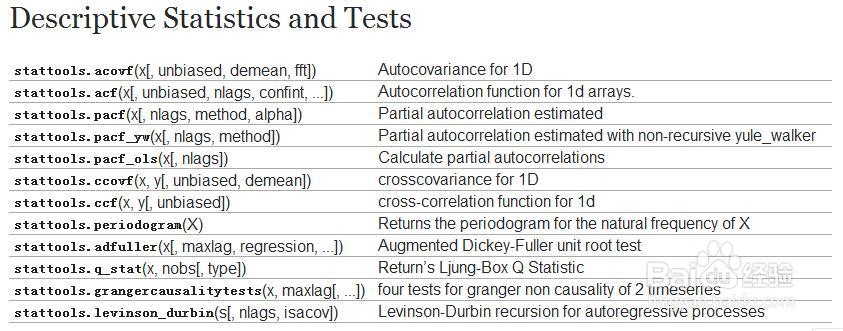 Descriptive Statistics and Tests
stattools.acovf(x[, unbiased, demean, fft]) Autocovariance for 1D
stattools.acf(x[, unbiased, nlags, confint, ...]) Autocorrelation function for 1d arrays.
stattools.pacf(x[, nlags, method, alpha]) Partial autocorrelation estimated
stattools.pacf_yw(x[, nlags, method]) Partial autocorrelation estimated with non-recursive yule_walker
stattools.pacf_ols(x[, nlags]) Calculate partial autocorrelations
stattools.ccovf(x, y[, unbiased, demean]) crosscovariance for 1D
stattools.ccf(x, y[, unbiased]) cross-correlation function for 1d
stattools.periodogram(X) Returns the periodogram for the natural frequency of X
stattools.adfuller(x[, maxlag, regression, ...]) Augmented Dickey-Fuller unit root test
stattools.q_stat(x, nobs[, type]) Return's Ljung-Box Q Statistic
stattools.grangercausalitytests(x, maxlag[, ...]) four tests for granger non causality of 2 timeseries
stattools.levinson_durbin(s[, nlags, isacov]) Levinson-Durbin recursion for autoregressive processes
Baidu 经验